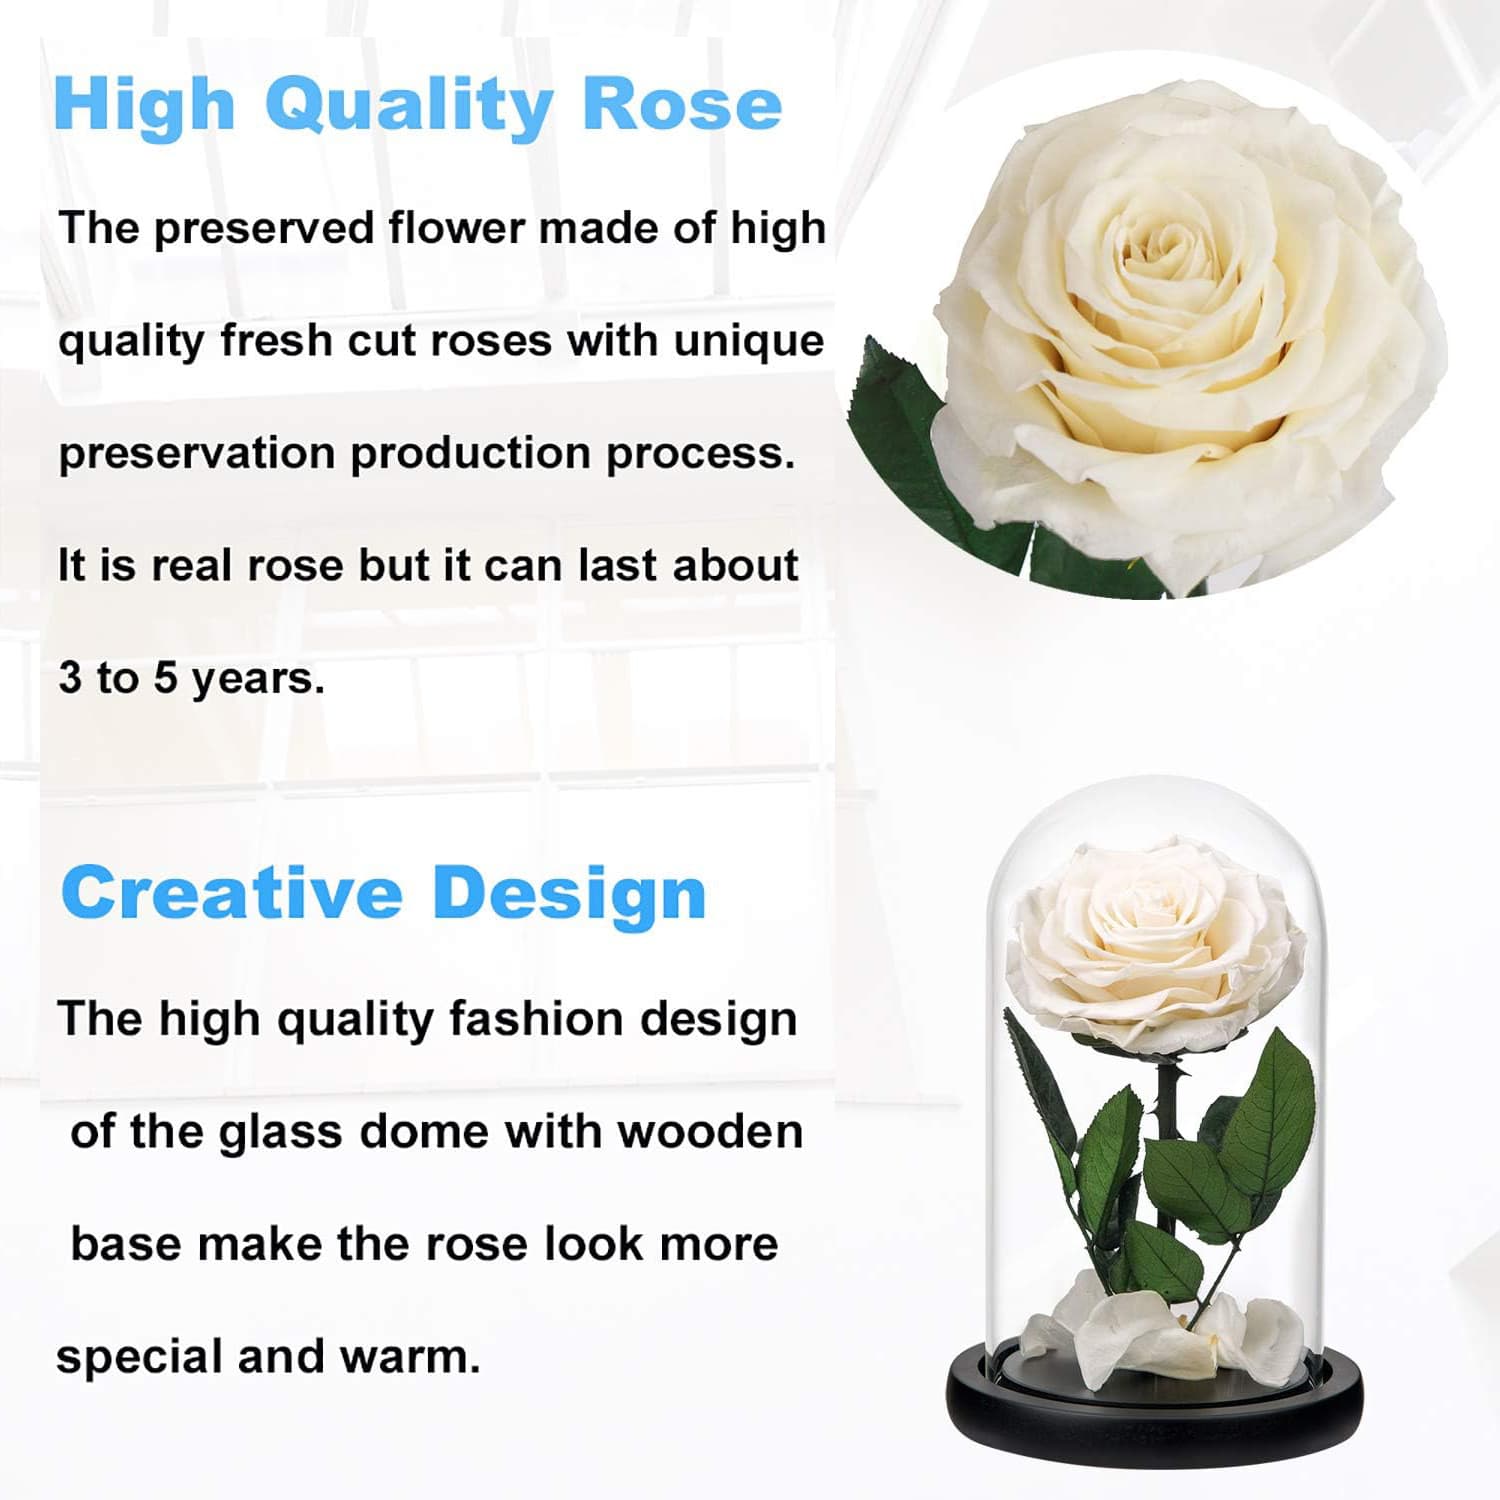 High Quality Rose
The preserved flower made of high
quality fresh cut roses with unique
preservation production process.
It is real rose but it can last about
3 to 5 years.
Creative Design
The high quality fashion design
of the glass dome with wooden
base make the rose look more
special and warm.